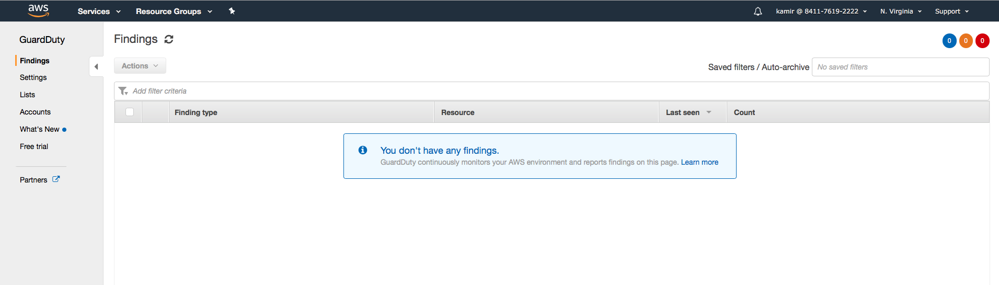 aws Services Resource Groups kamir @ 8411-7619-2222 N. Virginia Support
GuardDuty
Findings
Settings
Lists
Accounts
What's New
Free trial
Partners
Findings
0 0 0
Actions
Saved filters / Auto-archive No saved filters
Add filter criteria
Finding type Resource Last seen Count
You don't have any findings.
GuardDuty continuously monitors your AWS environment and reports findings on this page. Learn more